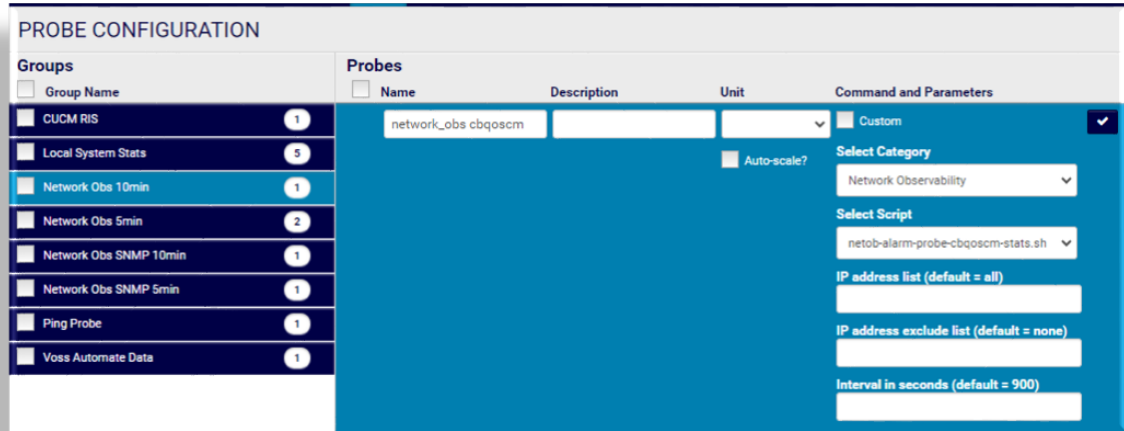 PROBE CONFIGURATION
Groups
Group Name
CUCM RIS 1
Local System Stats 5
Network Obs 10min 1
Network Obs 5min 2
Network Obs SNMP 10min 1
Network Obs SNMP 5min 1
Ping Probe 1
Voss Automate Data 1
Probes
Name Description Unit Command and Parameters
network_obs cbqoscm
Auto-scale?
Custom
Select Category
Network Observability
Select Script
netob-alarm-probe-cbqoscm-stats.sh
IP address list (default = all)
IP address exclude list (default = none)
Interval in seconds (default = 900)